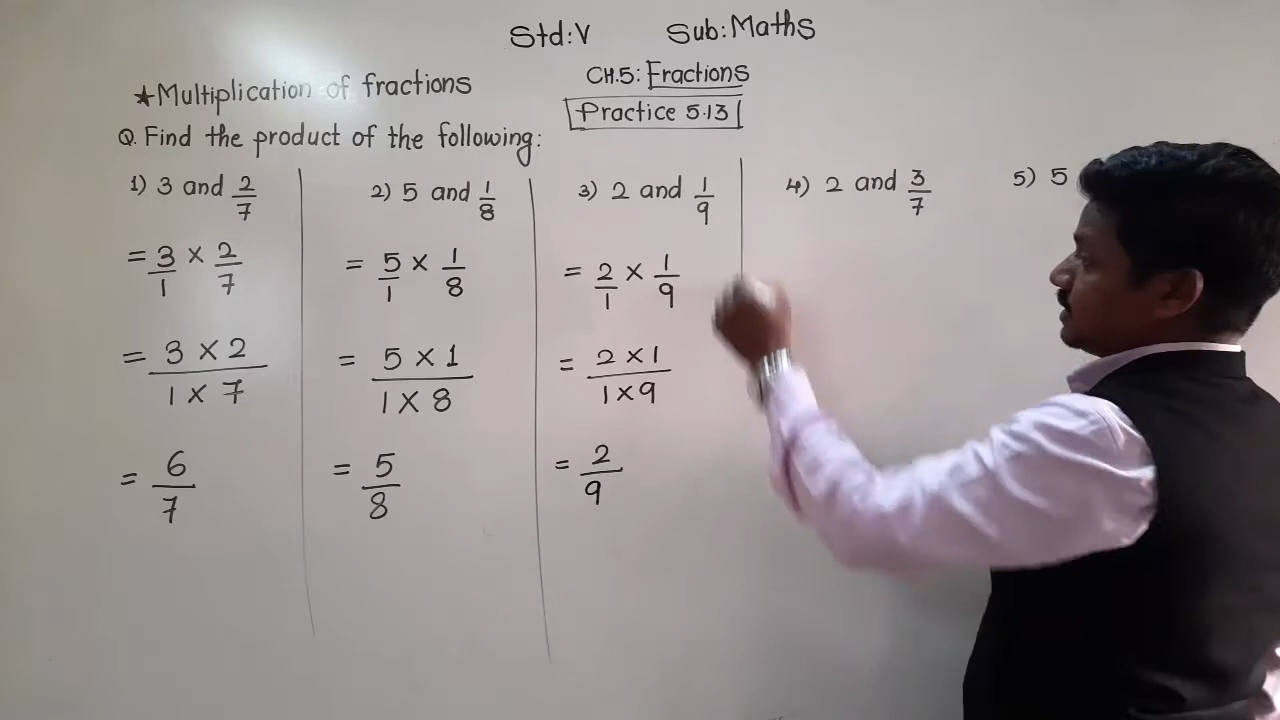 Std:V Sub:Maths
CH.5: Fractions
★Multiplication of fractions
Practice 5.13
Q. Find the product of the following:
1) 3 and 2/7
= 3/1 × 2/7
= 3 × 2 / 1 × 7
= 6/7
2) 5 and 1/8
= 5/1 × 1/8
= 5 × 1 / 1 × 8
= 5/8
3) 2 and 1/9
= 2/1 × 1/9
= 2 × 1 / 1 × 9
= 2/9
4) 2 and 3/7
5) 5